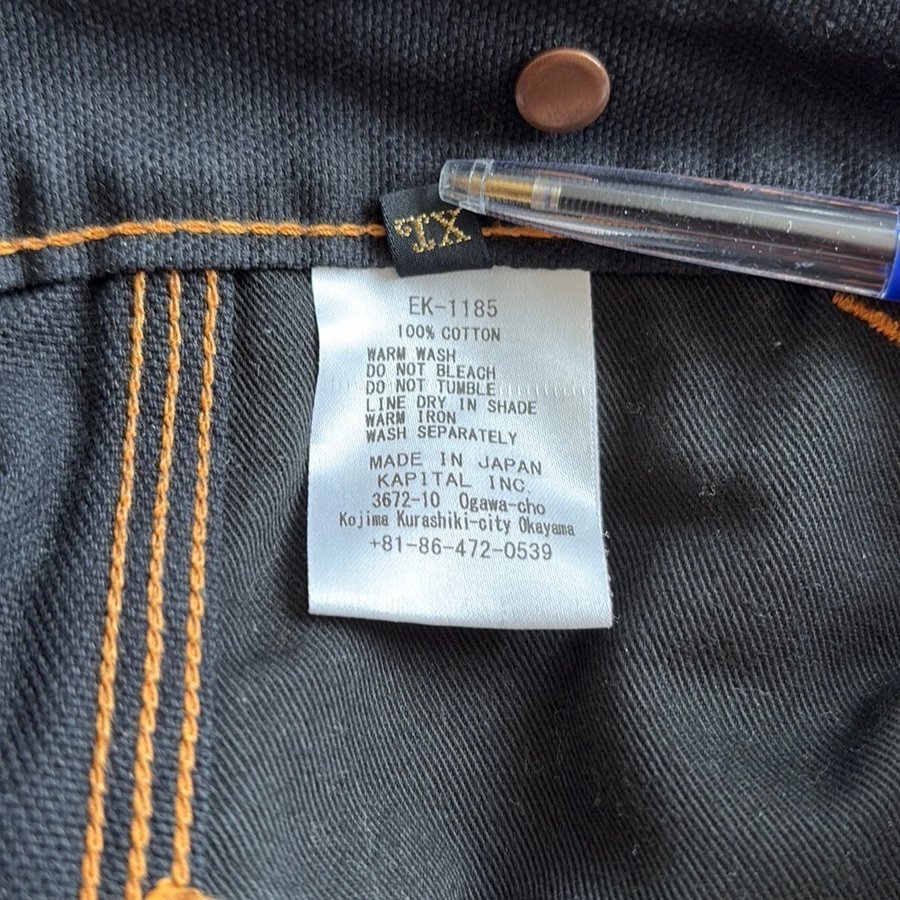 XL
EK-1185
100% COTTON
WARM WASH
DO NOT BLEACH
DO NOT TUMBLE
LINE DRY IN SHADE
WARM IRON
WASH SEPARATELY
MADE IN JAPAN
KAPITAL INC.
3672-10 Ogawa-cho
Kojima Kurashiki-city Okayama
+81-86-472-0539